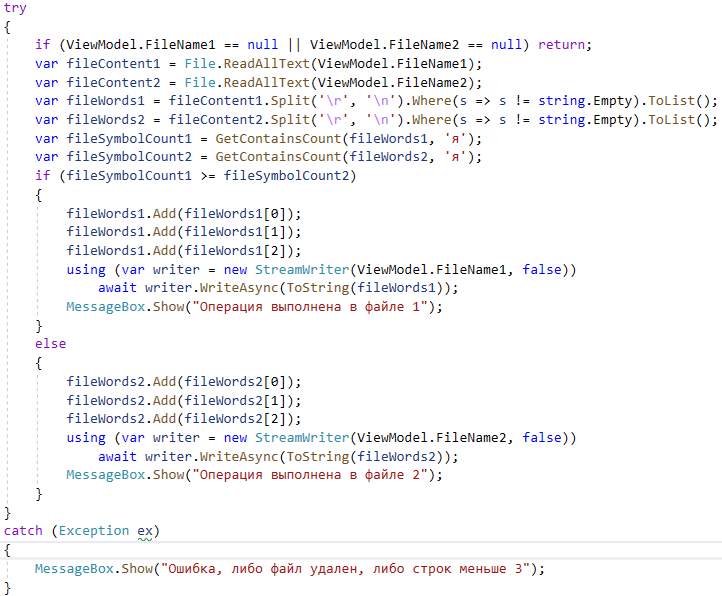 try
{
if (ViewModel.FileName1 == null || ViewModel.FileName2 == null) return;
var fileContent1 = File.ReadAllText(ViewModel.FileName1);
var fileContent2 = File.ReadAllText(ViewModel.FileName2);
var fileWords1 = fileContent1.Split('\r', '\n').Where(s => s != string.Empty).ToList();
var fileWords2 = fileContent2.Split('\r', '\n').Where(s => s != string.Empty).ToList();
var fileSymbolCount1 = GetContainsCount(fileWords1, 'я');
var fileSymbolCount2 = GetContainsCount(fileWords2, 'я');
if (fileSymbolCount1 >= fileSymbolCount2)
{
fileWords1.Add(fileWords1[0]);
fileWords1.Add(fileWords1[1]);
fileWords1.Add(fileWords1[2]);
using (var writer = new StreamWriter(ViewModel.FileName1, false))
await writer.WriteAsync(ToString(fileWords1));
MessageBox.Show("Операция выполнена в файле 1");
}
else
{
fileWords2.Add(fileWords2[0]);
fileWords2.Add(fileWords2[1]);
fileWords2.Add(fileWords2[2]);
using (var writer = new StreamWriter(ViewModel.FileName2, false))
await writer.WriteAsync(ToString(fileWords2));
MessageBox.Show("Операция выполнена в файле 2");
}
}
catch (Exception ex)
{
MessageBox.Show("Ошибка, либо файл удален, либо строк меньше 3");
}